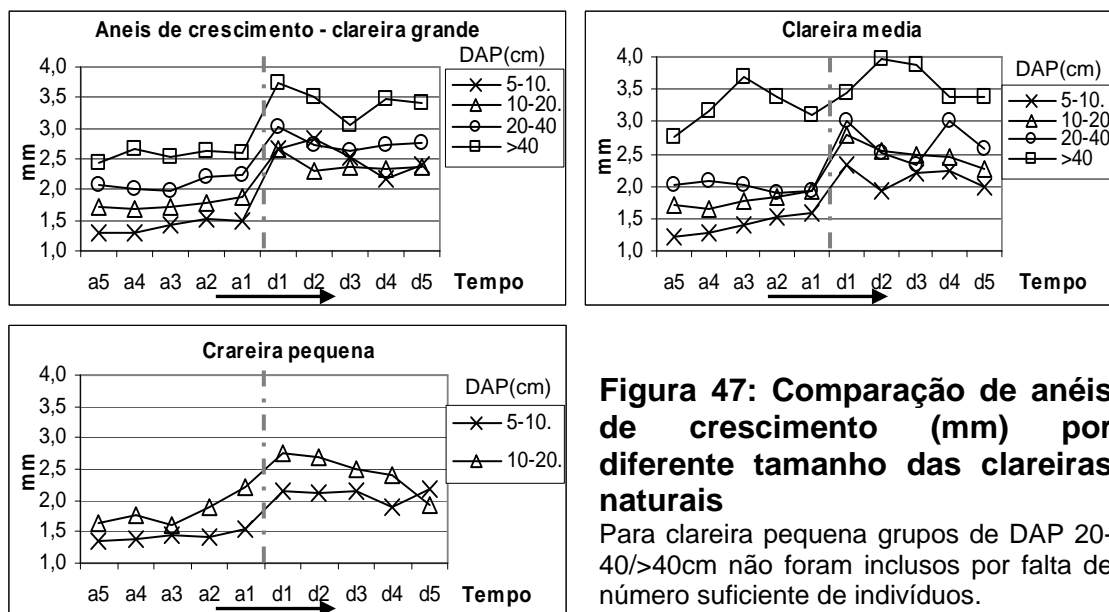 Aneis de crescimento - clareira grande
DAP(cm)
5-10.
10-20.
20-40
>40
4,0
3,5
3,0
2,5
2,0
1,5
1,0
mm
a5 a4 a3 a2 a1 d1 d2 d3 d4 d5 Tempo
Clareira media
DAP(cm)
5-10.
10-20
20-40
>40
4,0
3,5
3,0
2,5
2,0
1,5
1,0
mm
a5 a4 a3 a2 a1 d1 d2 d3 d4 d5 Tempo
Crareira pequena
DAP(cm)
5-10.
10-20.
4,0
3,5
3,0
2,5
2,0
1,5
1,0
mm
a5 a4 a3 a2 a1 d1 d2 d3 d4 d5 Tempo
Figura 47: Comparação de anéis
de crescimento (mm) por
diferente tamanho das clareiras
naturais
Para clareira pequena grupos de DAP 20-
40/>40cm não foram inclusos por falta de
número suficiente de indivíduos.